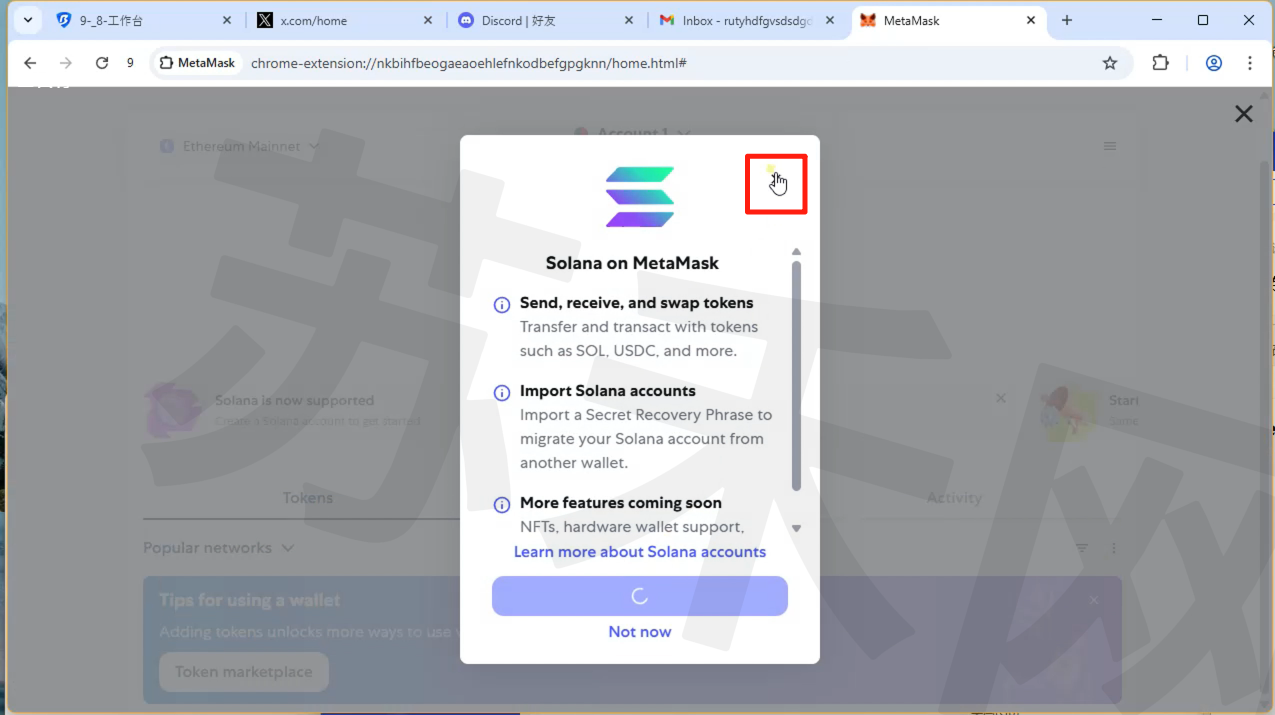 9-_8-工作台
x.com/home
Discord | 好友
Inbox - rutyhdfgvsdsdgd
MetaMask
9
MetaMask
chrome-extension://nkbihfbeogaeaoehlefnkodbefgpgknn/home.html#
Ethereum Mainnet
Account 1
Solana on MetaMask
Send, receive, and swap tokens
Transfer and transact with tokens
such as SOL, USDC, and more.
Import Solana accounts
Import a Secret Recovery Phrase to
migrate your Solana account from
another wallet.
More features coming soon
NFTs, hardware wallet support,
Learn more about Solana accounts
Not now
Solana is now supported
Create a Solana account to get started
Start
Tokens
Activity
Popular networks
Tips for using a wallet
Adding tokens unlocks more ways to use
Token marketplace